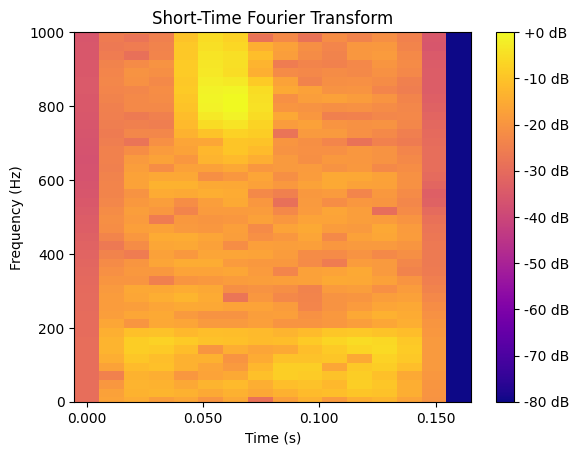 Short-Time Fourier Transform
Frequency (Hz)
1000
800
600
400
200
0
0.000
0.050
0.100
0.150
Time (s)
+0 dB
-10 dB
-20 dB
-30 dB
-40 dB
-50 dB
-60 dB
-70 dB
-80 dB